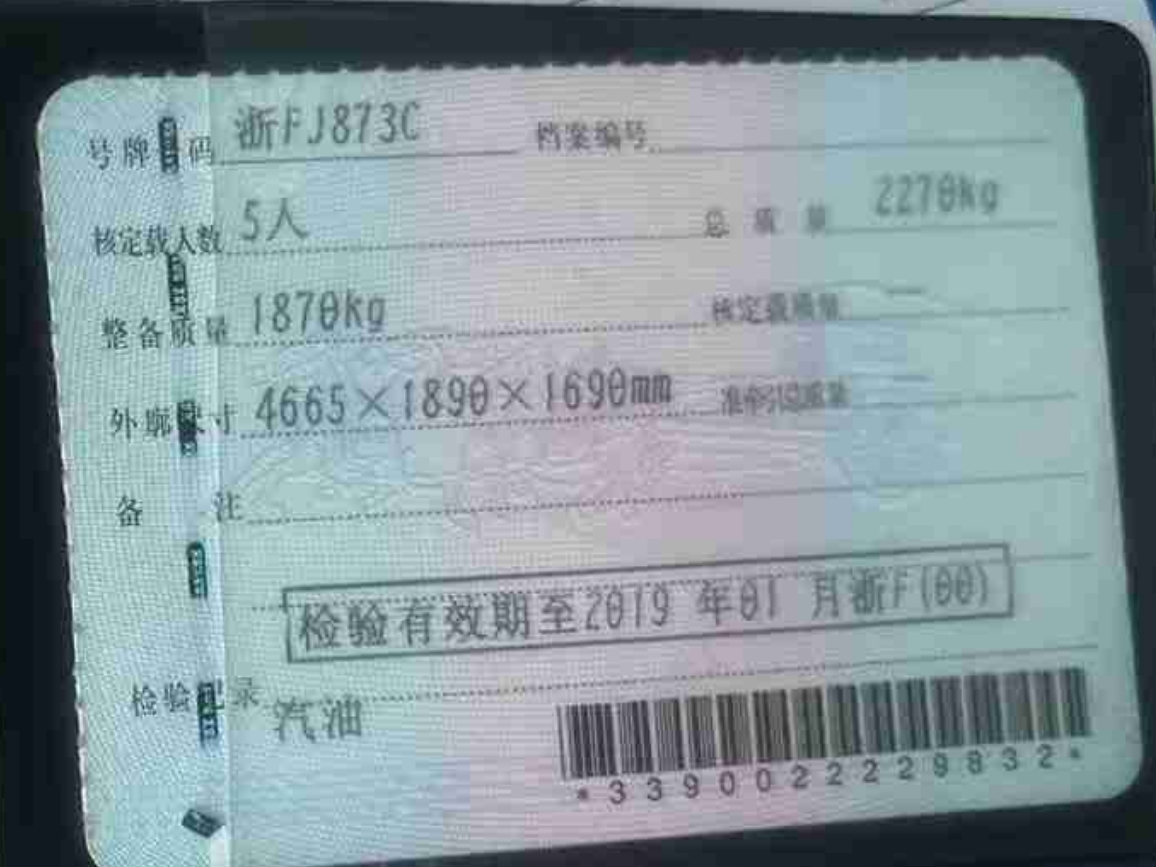 号牌号码 浙FJ873C 档案编号
核定载人数 5人 总质量 2270kg
整备质量 1870kg 核定载质量
外廓尺寸 4665×1890×1690mm 准牵引总质量
备注
检验有效期至2019 年01 月浙F(00)
检验记录 汽油
*3390022229832*